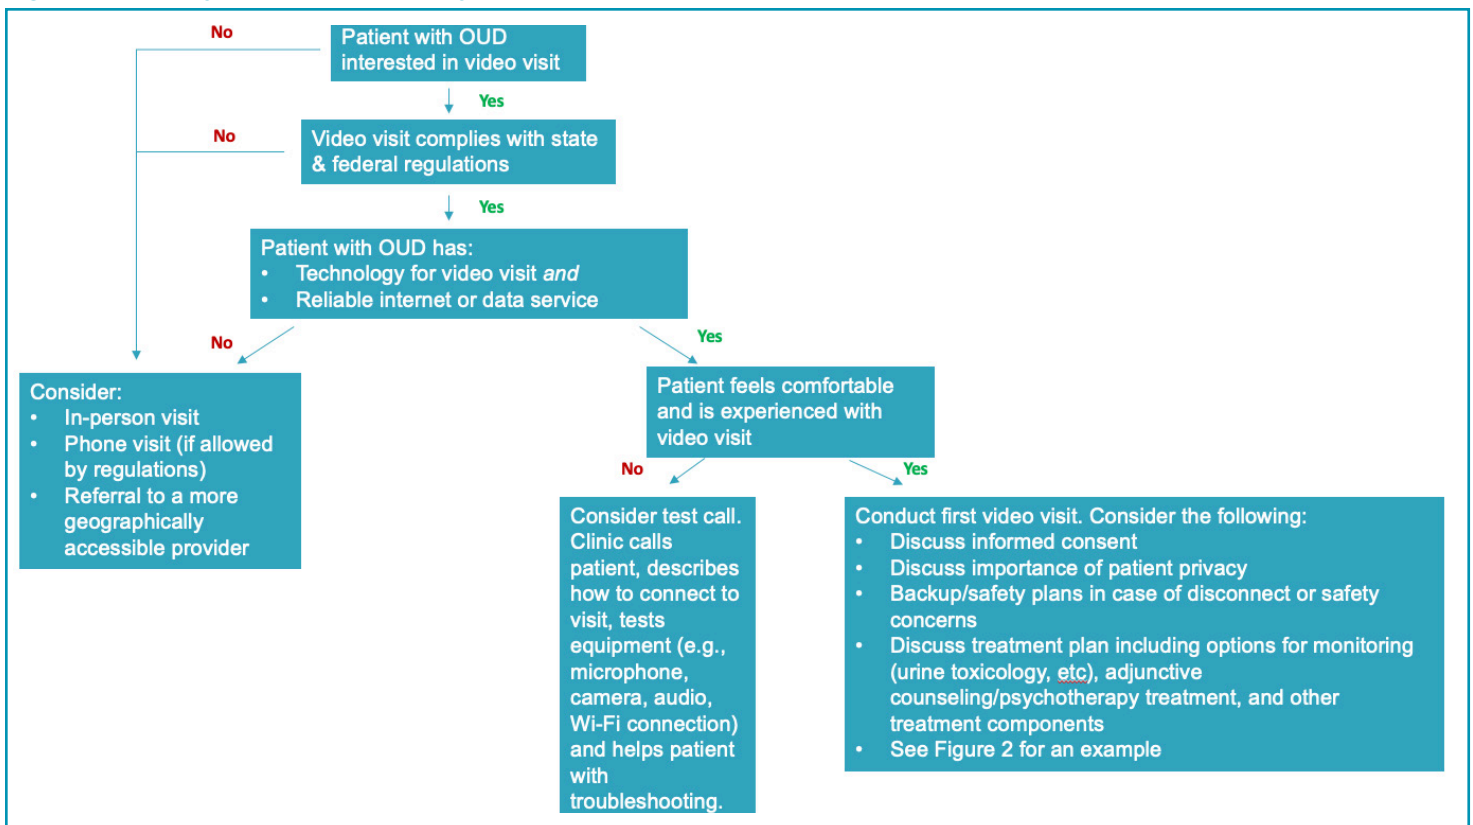 No
Patient with OUD
interested in video visit
Yes
No
Video visit complies with state
& federal regulations
Yes
Patient with OUD has:
• Technology for video visit and
• Reliable internet or data service
No
Yes
Consider:
• In-person visit
• Phone visit (if allowed
by regulations)
• Referral to a more
geographically
accessible provider
Patient feels comfortable
and is experienced with
video visit
No
Yes
Consider test call.
Clinic calls
patient, describes
how to connect to
visit, tests
equipment (e.g.,
microphone,
camera, audio,
Wi-Fi connection)
and helps patient
with
troubleshooting.
Conduct first video visit. Consider the following:
• Discuss informed consent
• Discuss importance of patient privacy
• Backup/safety plans in case of disconnect or safety
concerns
• Discuss treatment plan including options for monitoring
(urine toxicology, etc), adjunctive
counseling/psychotherapy treatment, and other
treatment components
• See Figure 2 for an example